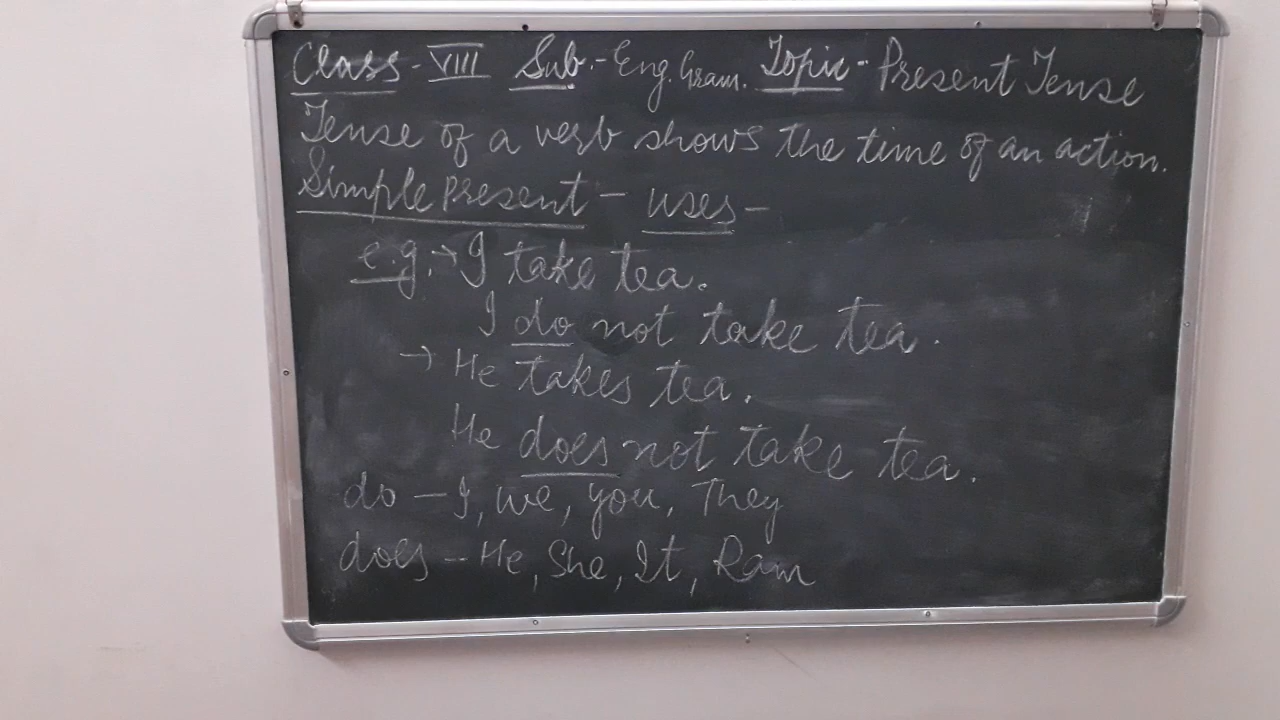 Class - VIII Sub.- Eng. Gram. Topic - Present Tense
Tense of a verb shows the time of an action.
Simple Present - uses -
e.g. → I take tea.
I do not take tea.
→ He takes tea.
He does not take tea.
do - I, we, you, They
does - He, She, It, Ram